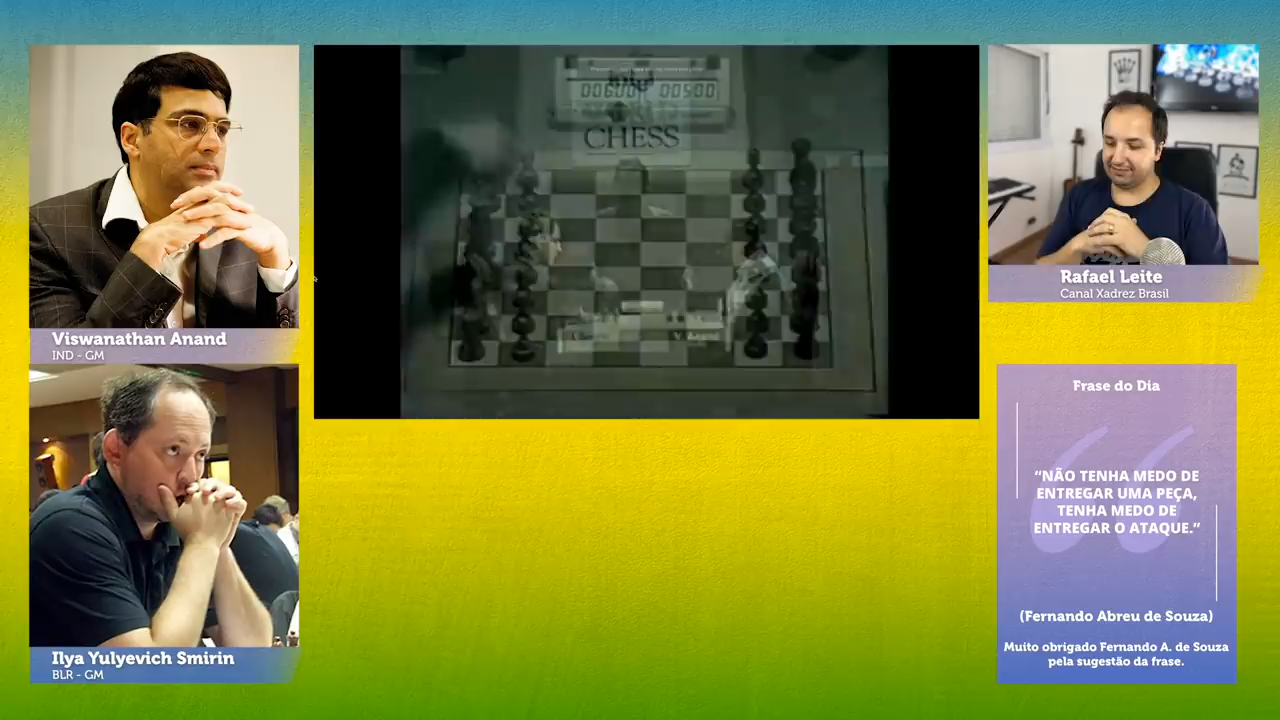 Viswanathan Anand
IND - GM
Ilya Yulyevich Smirin
BLR - GM
CHESS
Rafael Leite
Canal Xadrez Brasil
Frase do Dia
“NÃO TENHA MEDO DE
ENTREGAR UMA PEÇA,
TENHA MEDO DE
ENTREGAR O ATAQUE.”
(Fernando Abreu de Souza)
Muito obrigado Fernando A. de Souza
pela sugestão da frase.